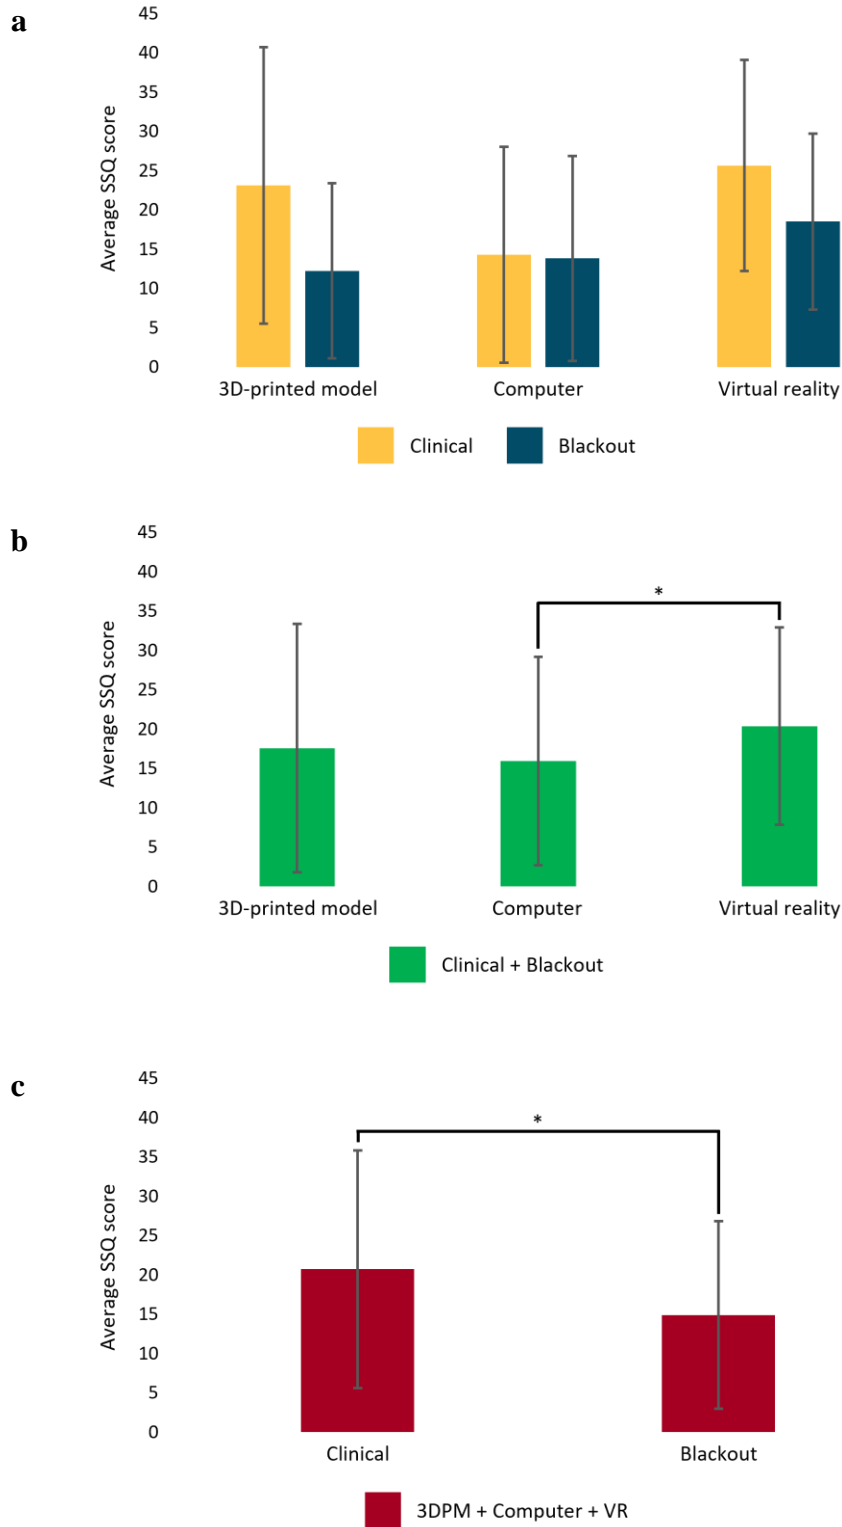 a
Average SSQ score
45
40
35
30
25
20
15
10
5
0
3D-printed model Computer Virtual reality
Clinical Blackout
b
Average SSQ score
45
40
35
30
25
20
15
10
5
0
*
3D-printed model Computer Virtual reality
Clinical + Blackout
c
Average SSQ score
45
40
35
30
25
20
15
10
5
0
*
Clinical Blackout
3DPM + Computer + VR